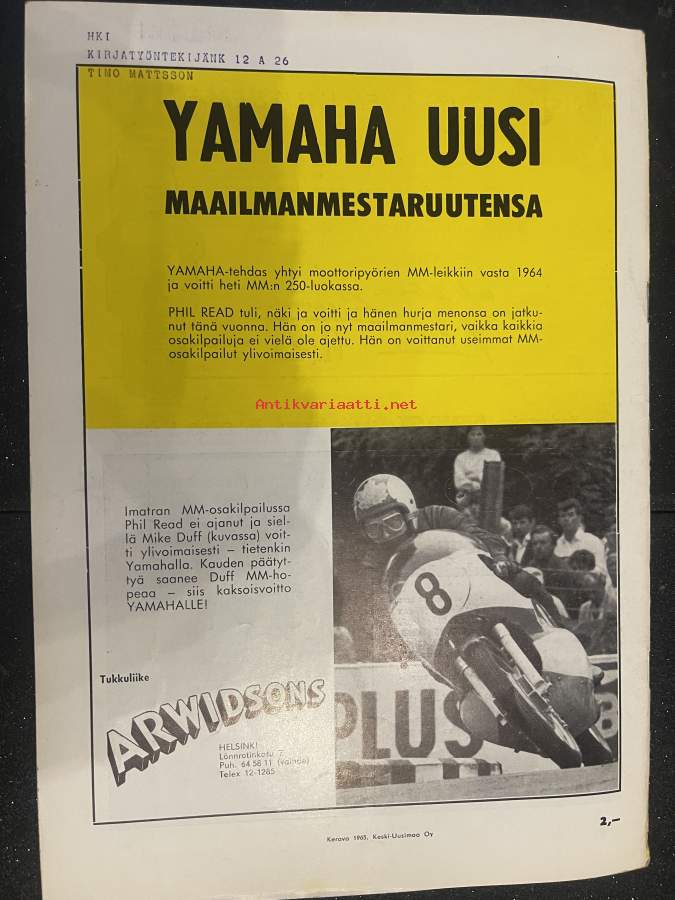 HKI
KIRJATYÖNTEKIJÄNK 12 A 26
TIMO MATTSSON
YAMAHA UUSI
MAAILMANMESTARUUTENSA
YAMAHA-tehdas yhtyi moottoripyörien MM-leikkiin vasta 1964
ja voitti heti MM:n 250-luokassa.
PHIL READ tuli, näki ja voitti ja hänen hurja menonsa on jatku-
nut tänä vuonna. Hän on jo nyt maailmanmestari, vaikka kaikkia
osakilpailuja ei vielä ole ajettu. Hän on voittanut useimmat MM-
osakilpailut ylivoimaisesti.
Antikvariaatti.net
Imatran MM-osakilpailussa
Phil Read ei ajanut ja siel-
lä Mike Duff (kuvassa) voit-
ti ylivoimaisesti – tietenkin
Yamahalla. Kauden päätyt-
tyä saanee Duff MM-ho-
peaa – siis kaksoisvoitto
YAMAHALLE!
8
PLUS
8
Tukkuliike
ARWIDSONS
HELSINKI
Lönnrotinkatu
Puh. 64 58 11 (vaihde)
Telex 12-1285
2,–
Kerava 1965, Keski-Uusimaa Oy